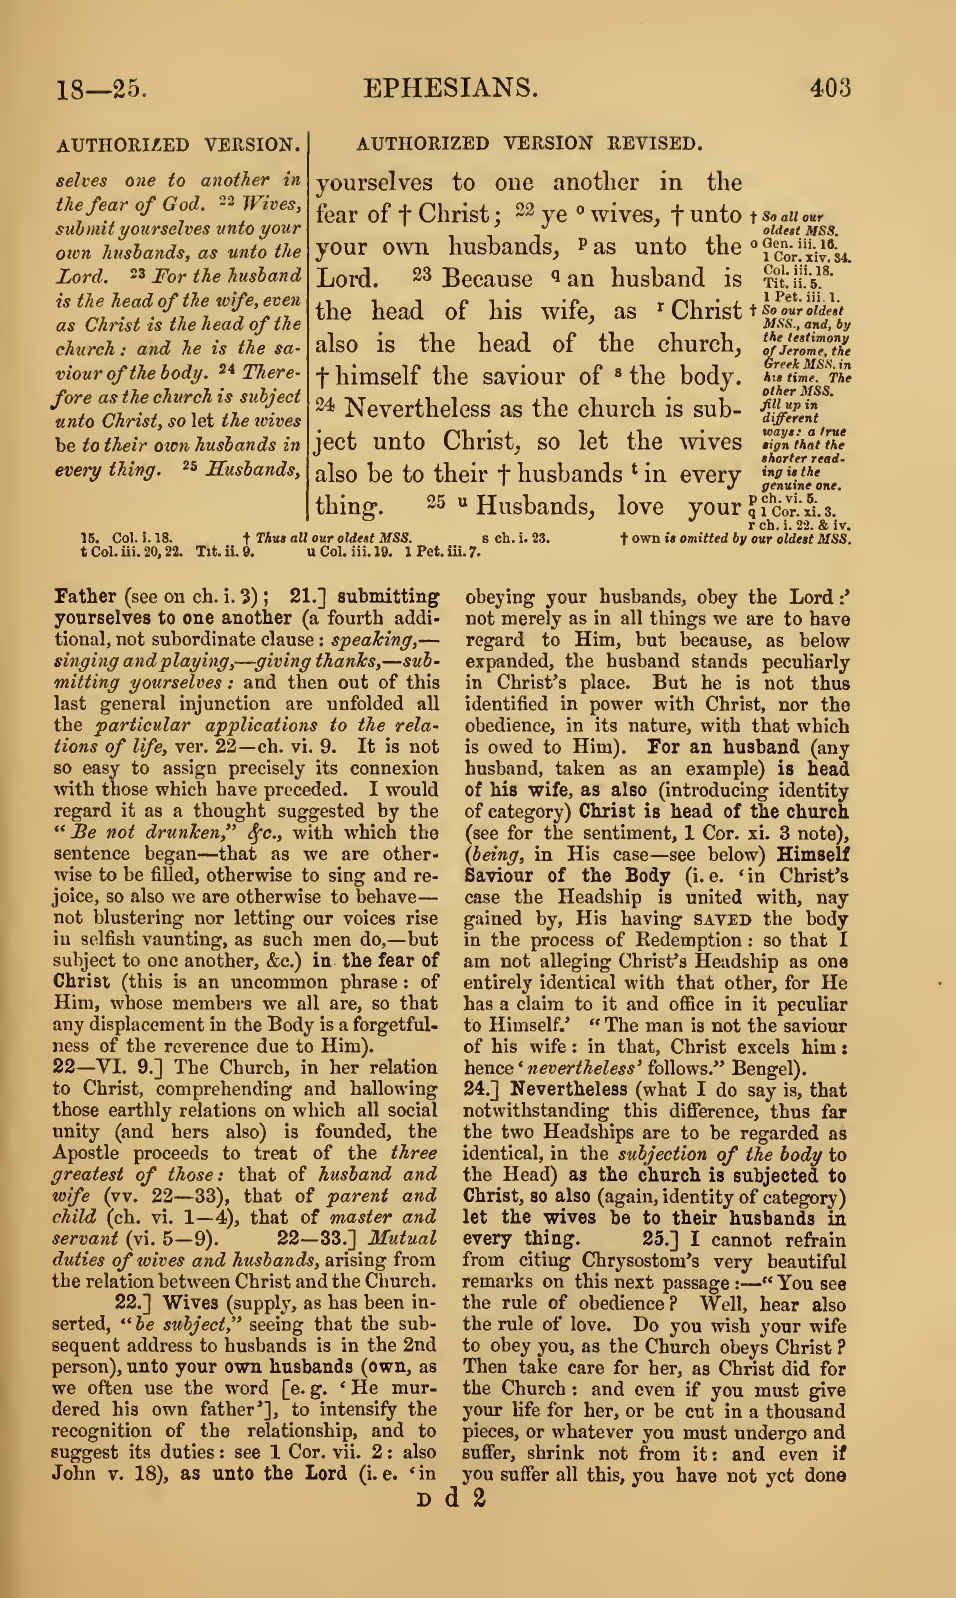 18—25.
EPHESIANS.
403
AUTHORIZED VERSION.
selves one to another in
the fear of God. 22 Wives,
submit yourselves unto your
own husbands, as unto the
Lord. 23 For the husband
is the head of the wife, even
as Christ is the head of the
church: and he is the sa-
viour of the body. 24 There-
fore as the church is subject
unto Christ, so let the wives
be to their own husbands in
every thing. 25 Husbands,
AUTHORIZED VERSION REVISED.
yourselves to one another in the
fear of † Christ; 22 ye o wives, † unto
your own husbands, p as unto the
Lord. 23 Because q an husband is
the head of his wife, as r Christ
also is the head of the church,
† himself the saviour of s the body.
24 Nevertheless as the church is sub-
ject unto Christ, so let the wives
also be to their † husbands t in every
thing. 25 u Husbands, love your
† So all our
oldest MSS.
o Gen. iii. 16.
1 Cor. xiv. 34.
Col. iii. 18.
Tit. ii. 5.
1 Pet. iii. 1.
† So our oldest
MSS., and, by
the testimony
of Jerome, the
Greek MSS. in
his time. The
other MSS.
fill up in
different
ways: a true
sign that the
shorter read-
ing is the
genuine one.
p ch. vi. 5.
q 1 Cor. xi. 3.
r ch. i. 22. & iv.
15. Col. i. 18. † Thus all our oldest MSS. s ch. i. 23. † own is omitted by our oldest MSS.
t Col. iii. 20, 22. Tit. ii. 9. u Col. iii. 19. 1 Pet. iii. 7.
Father (see on ch. i. 3); 21.] submitting
yourselves to one another (a fourth addi-
tional, not subordinate clause: speaking,—
singing and playing,—giving thanks,—sub-
mitting yourselves: and then out of this
last general injunction are unfolded all
the particular applications to the rela-
tions of life, ver. 22—ch. vi. 9. It is not
so easy to assign precisely its connexion
with those which have preceded. I would
regard it as a thought suggested by the
“Be not drunken,” &c., with which the
sentence began—that as we are other-
wise to be filled, otherwise to sing and re-
joice, so also we are otherwise to behave—
not blustering nor letting our voices rise
in selfish vaunting, as such men do,—but
subject to one another, &c.) in the fear of
Christ (this is an uncommon phrase: of
Him, whose members we all are, so that
any displacement in the Body is a forgetful-
ness of the reverence due to Him).
22—VI. 9.] The Church, in her relation
to Christ, comprehending and hallowing
those earthly relations on which all social
unity (and hers also) is founded, the
Apostle proceeds to treat of the three
greatest of those: that of husband and
wife (vv. 22—33), that of parent and
child (ch. vi. 1—4), that of master and
servant (vi. 5—9). 22—33.] Mutual
duties of wives and husbands, arising from
the relation between Christ and the Church.
22.] Wives (supply, as has been in-
serted, “be subject,” seeing that the sub-
sequent address to husbands is in the 2nd
person), unto your own husbands (own, as
we often use the word [e. g. ‘He mur-
dered his own father’], to intensify the
recognition of the relationship, and to
suggest its duties: see 1 Cor. vii. 2: also
John v. 18), as unto the Lord (i. e. ‘in
obeying your husbands, obey the Lord:’
not merely as in all things we are to have
regard to Him, but because, as below
expanded, the husband stands peculiarly
in Christ’s place. But he is not thus
identified in power with Christ, nor the
obedience, in its nature, with that which
is owed to Him). For an husband (any
husband, taken as an example) is head
of his wife, as also (introducing identity
of category) Christ is head of the church
(see for the sentiment, 1 Cor. xi. 3 note),
(being, in His case—see below) Himself
Saviour of the Body (i. e. ‘in Christ’s
case the Headship is united with, nay
gained by, His having SAVED the body
in the process of Redemption: so that I
am not alleging Christ’s Headship as one
entirely identical with that other, for He
has a claim to it and office in it peculiar
to Himself.’ “The man is not the saviour
of his wife: in that, Christ excels him:
hence ‘nevertheless’ follows.” Bengel).
24.] Nevertheless (what I do say is, that
notwithstanding this difference, thus far
the two Headships are to be regarded as
identical, in the subjection of the body to
the Head) as the church is subjected to
Christ, so also (again, identity of category)
let the wives be to their husbands in
every thing. 25.] I cannot refrain
from citing Chrysostom’s very beautiful
remarks on this next passage:—“You see
the rule of obedience? Well, hear also
the rule of love. Do you wish your wife
to obey you, as the Church obeys Christ?
Then take care for her, as Christ did for
the Church: and even if you must give
your life for her, or be cut in a thousand
pieces, or whatever you must undergo and
suffer, shrink not from it: and even if
you suffer all this, you have not yet done
D d 2